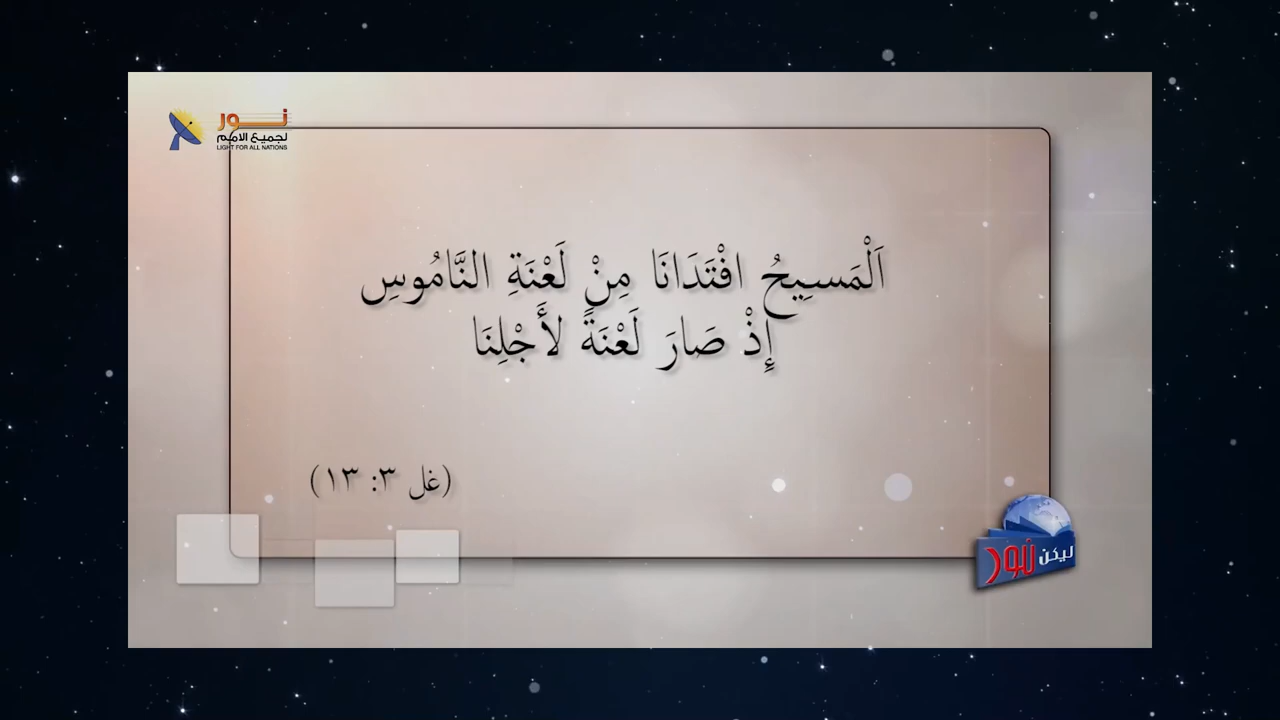 نور
لجميع الامم
LIGHT FOR ALL NATIONS
اَلْمَسِيحُ افْتَدَانَا مِنْ لَعْنَةِ النَّامُوسِ
إِذْ صَارَ لَعْنَةً لأَجْلِنَا
(غل ٣: ١٣)
ليكن نور